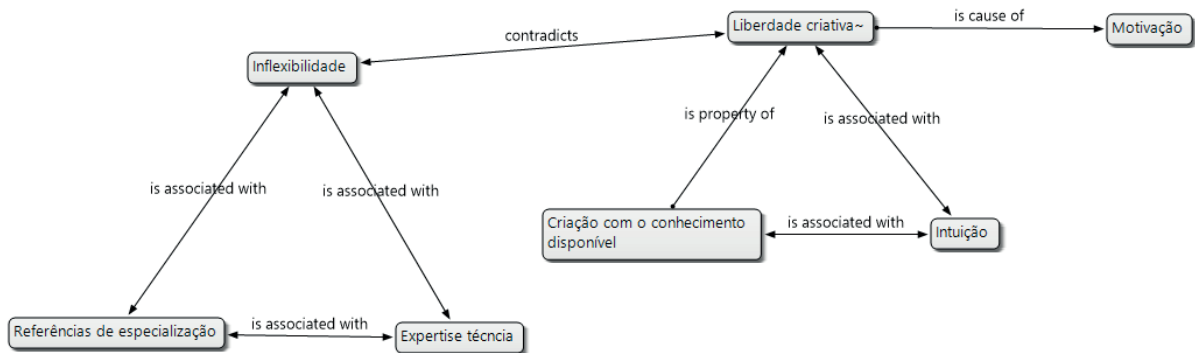 Liberdade criativa~
is cause of
Motivação
contradicts
Inflexibilidade
is property of
is associated with
is associated with
is associated with
Criação com o conhecimento
disponível
is associated with
Intuição
Referências de especialização
is associated with
Expertise técncia